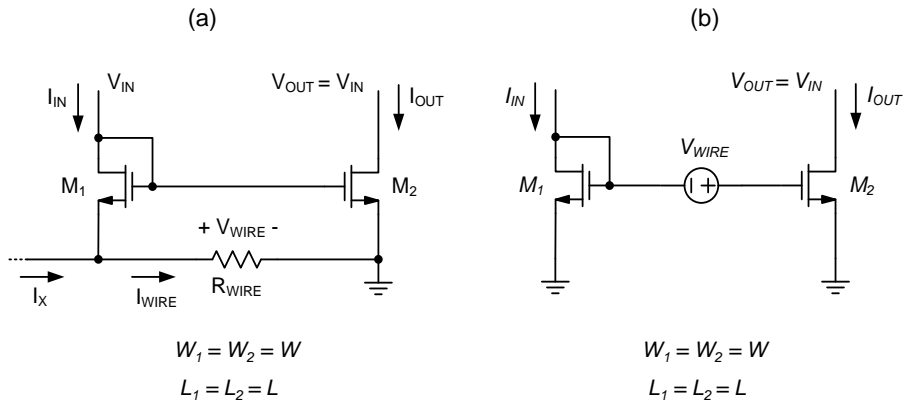 (a)
(b)
I_IN
V_IN
V_OUT = V_IN
I_OUT
M_1
M_2
+ V_WIRE -
R_WIRE
I_X
I_WIRE
W_1 = W_2 = W
L_1 = L_2 = L
I_IN
V_OUT = V_IN
I_OUT
V_WIRE
M_1
M_2
W_1 = W_2 = W
L_1 = L_2 = L